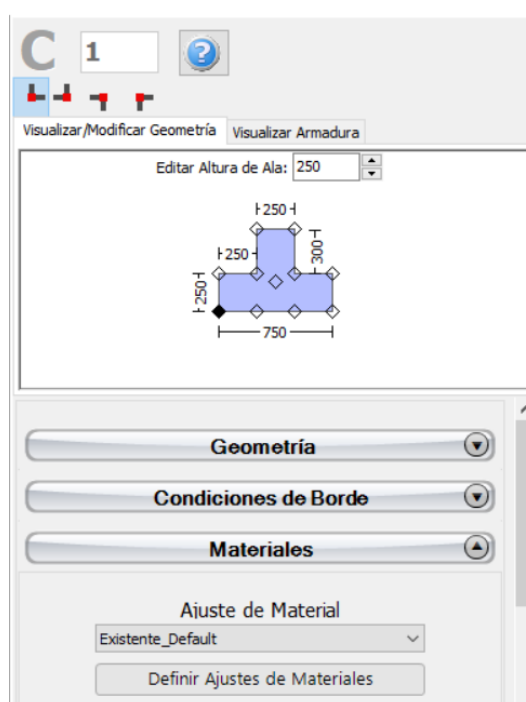 C 1
Visualizar/Modificar Geometría Visualizar Armadura
Editar Altura de Ala: 250
250
250
300
250
750
Geometría
Condiciones de Borde
Materiales
Ajuste de Material
Existente_Default
Definir Ajustes de Materiales